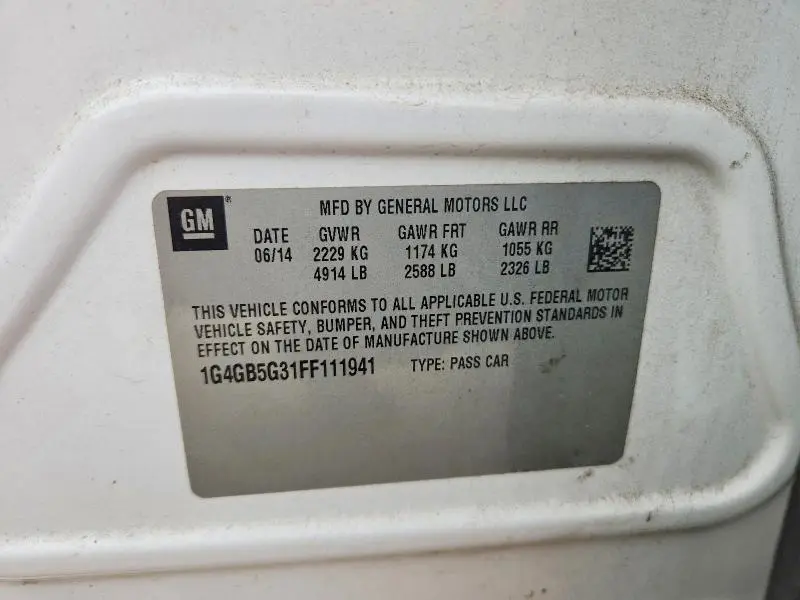 GM ®
MFD BY GENERAL MOTORS LLC
DATE GVWR GAWR FRT GAWR RR
06/14 2229 KG 1174 KG 1055 KG
4914 LB 2588 LB 2326 LB
THIS VEHICLE CONFORMS TO ALL APPLICABLE U.S. FEDERAL MOTOR
VEHICLE SAFETY, BUMPER, AND THEFT PREVENTION STANDARDS IN
EFFECT ON THE DATE OF MANUFACTURE SHOWN ABOVE.
1G4GB5G31FF111941 TYPE: PASS CAR